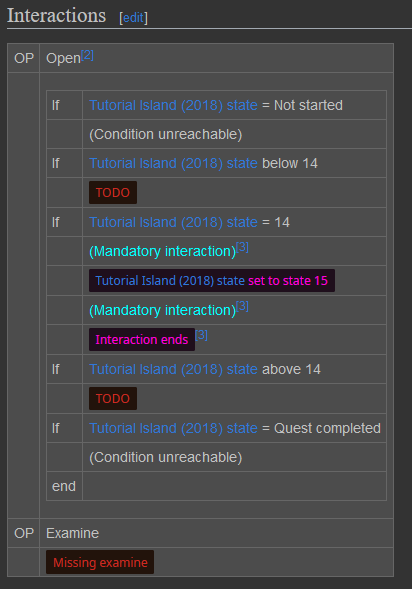 Interactions [edit]
OP Open[2]
If Tutorial Island (2018) state = Not started
(Condition unreachable)
If Tutorial Island (2018) state below 14
TODO
If Tutorial Island (2018) state = 14
(Mandatory interaction)[3]
Tutorial Island (2018) state set to state 15
(Mandatory interaction)[3]
Interaction ends [3]
If Tutorial Island (2018) state above 14
TODO
If Tutorial Island (2018) state = Quest completed
(Condition unreachable)
end
OP Examine
Missing examine